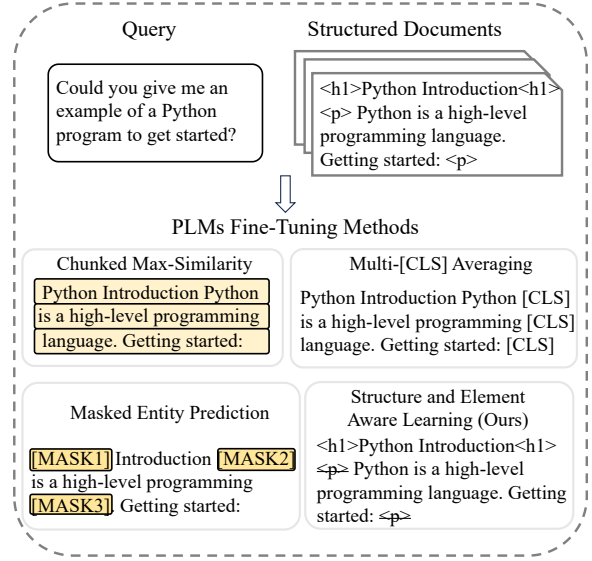 Query
Structured Documents
Could you give me an
example of a Python
program to get started?
<h1>Python Introduction<h1>
<p> Python is a high-level
programming language.
Getting started: <p>
PLMs Fine-Tuning Methods
Chunked Max-Similarity
Python Introduction Python
is a high-level programming
language. Getting started:
Multi-[CLS] Averaging
Python Introduction Python [CLS]
is a high-level programming [CLS]
language. Getting started: [CLS]
Masked Entity Prediction
[MASK1] Introduction [MASK2]
is a high-level programming
[MASK3]. Getting started:
Structure and Element
Aware Learning (Ours)
<h1>Python Introduction<h1>
<p> Python is a high-level
programming language. Getting
started: <p>